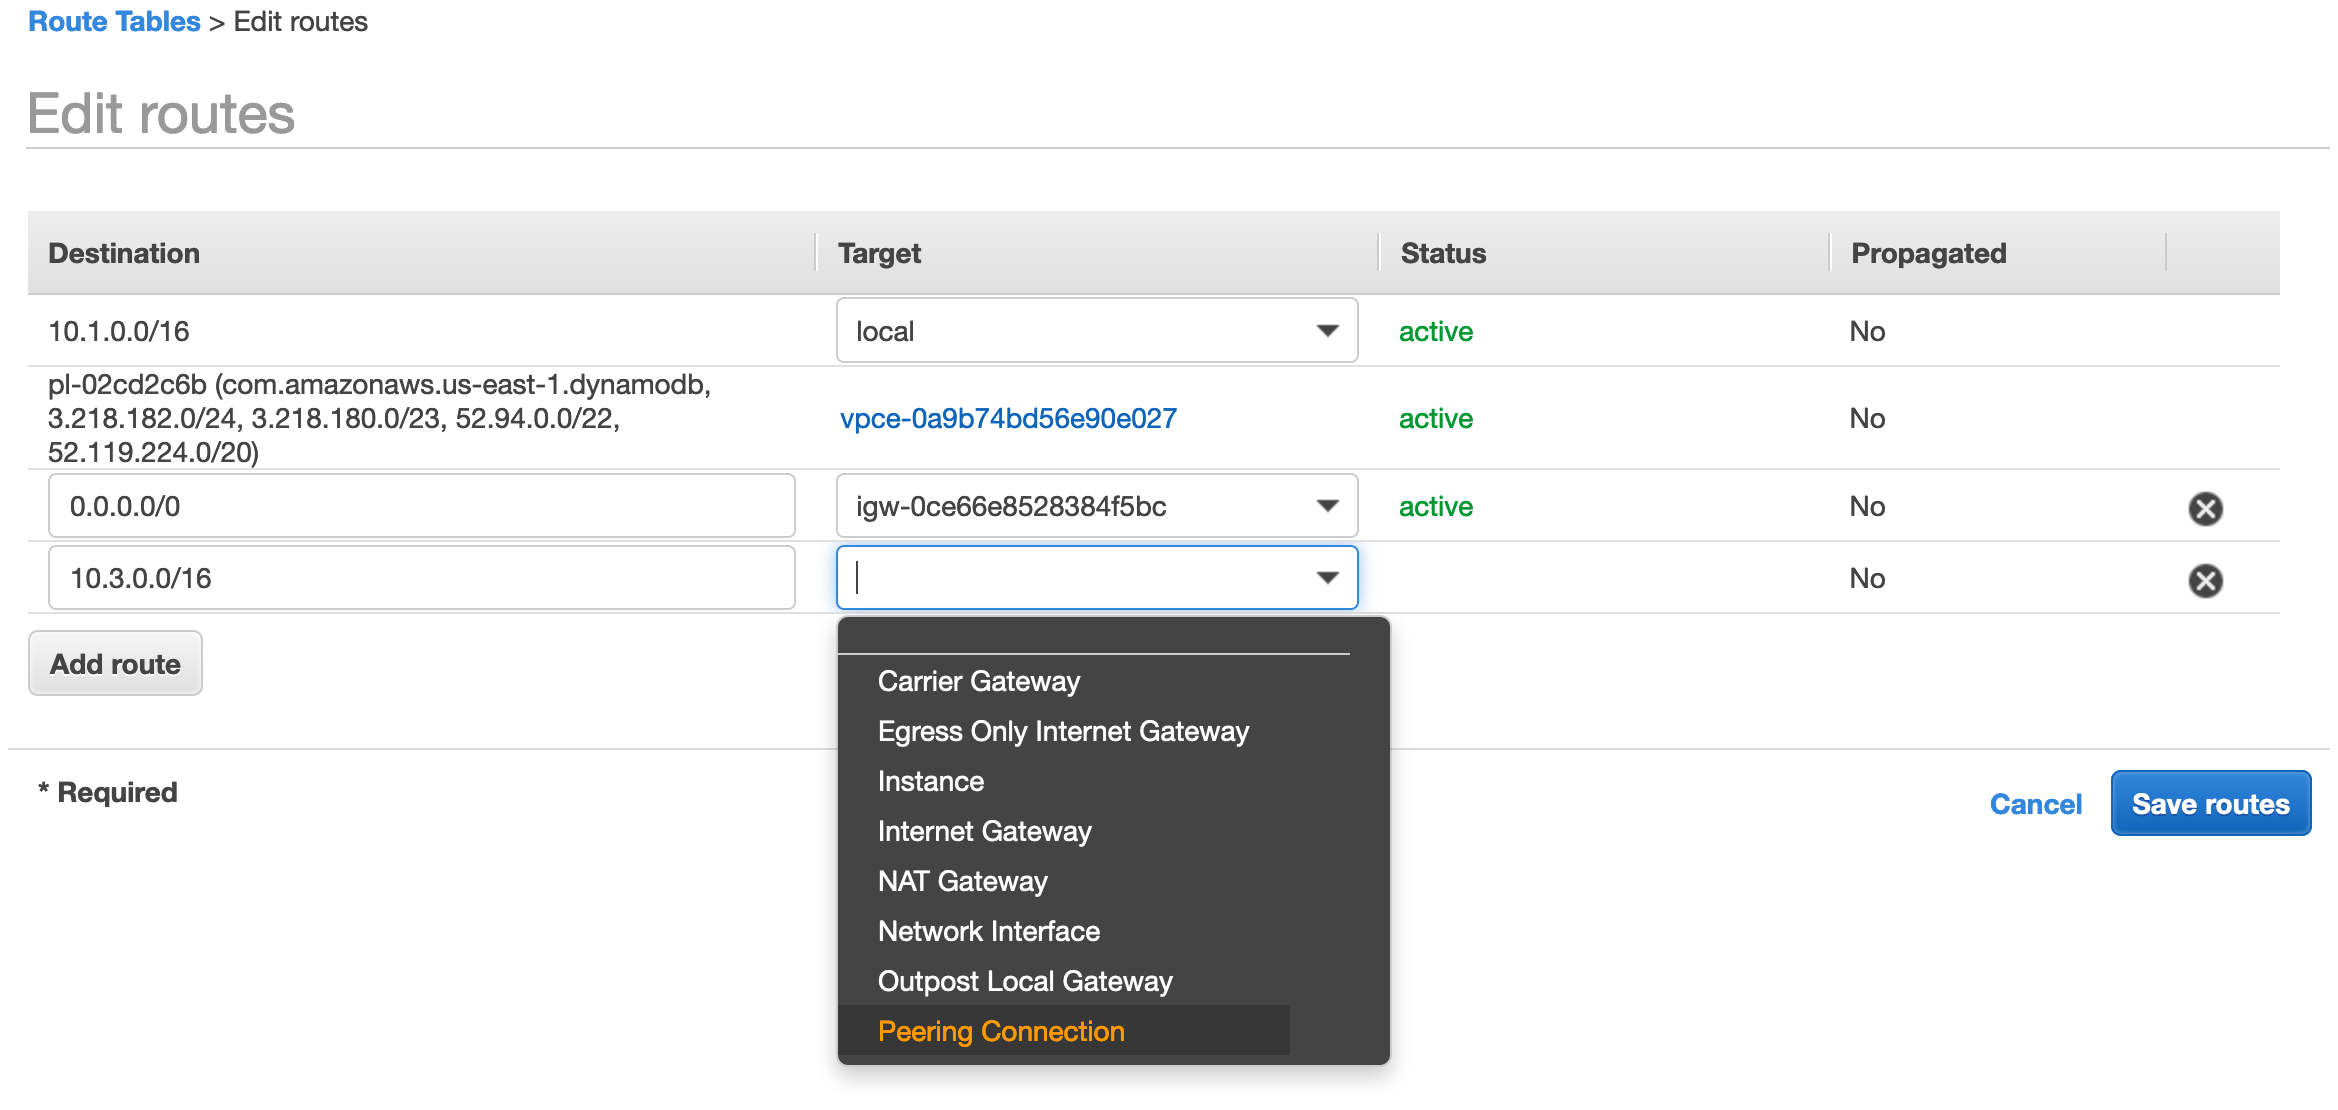 Route Tables > Edit routes
Edit routes
Destination Target Status Propagated
10.1.0.0/16 local active No
pl-02cd2c6b (com.amazonaws.us-east-1.dynamodb,
3.218.182.0/24, 3.218.180.0/23, 52.94.0.0/22,
52.119.224.0/20)
vpce-0a9b74bd56e90e027 active No
0.0.0.0/0 igw-0ce66e8528384f5bc active No
10.3.0.0/16 No
Add route
Carrier Gateway
Egress Only Internet Gateway
Instance
Internet Gateway
NAT Gateway
Network Interface
Outpost Local Gateway
Peering Connection
* Required
Cancel Save routes